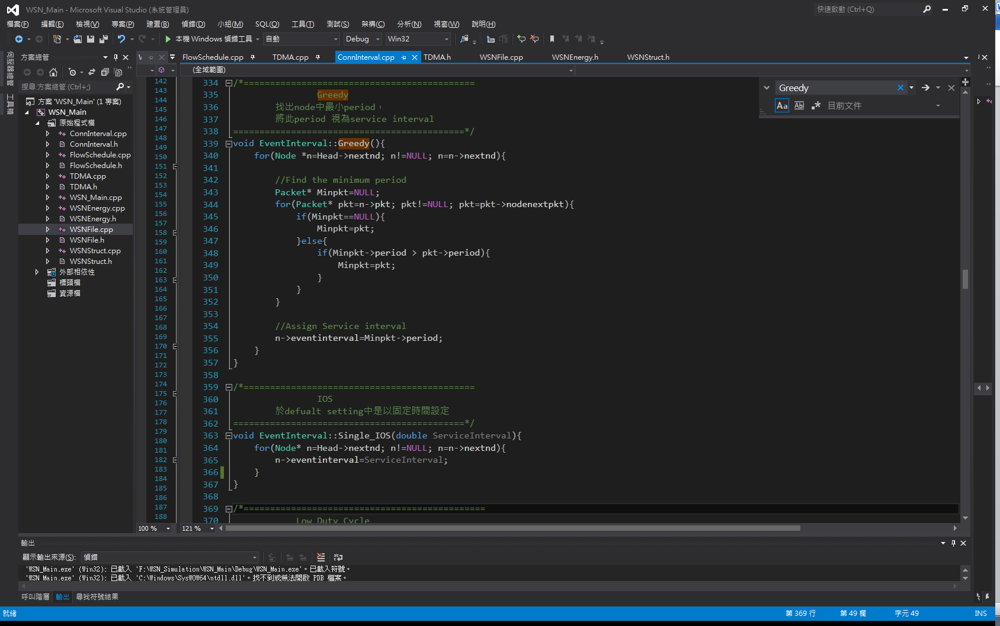 WSN_Main - Microsoft Visual Studio (系統管理員)
快速啟動 (Ctrl+Q)
檔案(F) 編輯(E) 檢視(V) 專案(P) 建置(B) 偵錯(D) 小組(M) SQL(Q) 工具(T) 測試(S) 架構(C) 分析(N) 視窗(W) 說明(H)
本機 Windows 偵錯工具 自動 Debug Win32
伺服器總管
工具箱
方案總管
搜尋 方案總管 (Ctrl+;)
方案 'WSN_Main' (1 專案)
WSN_Main
原始程式檔
ConnInterval.cpp
ConnInterval.h
FlowSchedule.cpp
FlowSchedule.h
TDMA.cpp
TDMA.h
WSN_Main.cpp
WSNEnergy.cpp
WSNEnergy.h
WSNFile.cpp
WSNFile.h
WSNStruct.cpp
WSNStruct.h
外部相依性
標頭檔
資源檔
142
143
144
145
146
147
148
149
150
151
152
153
154
155
156
157
158
159
160
161
162
163
164
165
166
167
168
169
170
171
172
173
174
175
176
177
178
179
180
181
182
183
184
185
186
187
188
100 %
FlowSchedule.cpp TDMA.cpp ConnInterval.cpp TDMA.h WSNFile.cpp WSNEnergy.h WSNStruct.h
(全域範圍)
Greedy
Aa Abl .* 目前文件
334 /*============================================
335 Greedy
336 找出node中最小period，
337 將此period 視為service interval
338 ============================================*/
339 void EventInterval::Greedy(){
340 for(Node *n=Head->nextnd; n!=NULL; n=n->nextnd){
341
342 //Find the minimum period
343 Packet* Minpkt=NULL;
344 for(Packet* pkt=n->pkt; pkt!=NULL; pkt=pkt->nodenextpkt){
345 if(Minpkt==NULL){
346 Minpkt=pkt;
347 }else{
348 if(Minpkt->period > pkt->period){
349 Minpkt=pkt;
350 }
351 }
352 }
353
354 //Assign Service interval
355 n->eventinterval=Minpkt->period;
356 }
357 }
358
359 /*============================================
360 IOS
361 於defualt setting中是以固定時間設定
362 ============================================*/
363 void EventInterval::Single_IOS(double ServiceInterval){
364 for(Node* n=Head->nextnd; n!=NULL; n=n->nextnd){
365 n->eventinterval=ServiceInterval;
366 }
367 }
368
369 /*==============================================
370 Low Duty Cycle
121 %
輸出
顯示輸出來源(S): 偵錯
'WSN_Main.exe' (Win32): 已載入 'F:\WSN_Simulation\WSN_Main\Debug\WSN_Main.exe'。已載入符號。
'WSN_Main.exe' (Win32): 已載入 'C:\Windows\SysWOW64\ntdll.dll'。找不到或無法開啟 PDB 檔案。
呼叫階層 輸出 尋找符號結果
就緒 第 369 行 第 49 欄 字元 49 INS